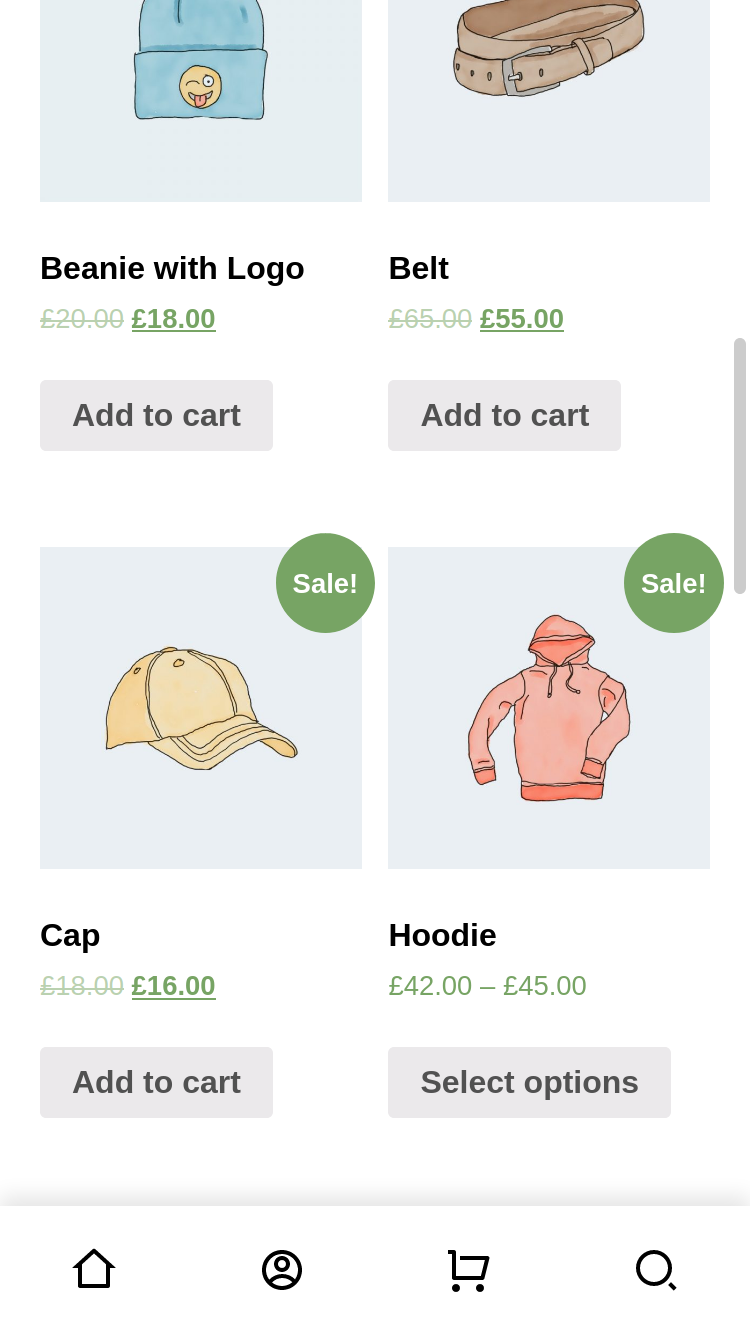 Beanie with Logo
£20.00 £18.00
Add to cart
Belt
£65.00 £55.00
Add to cart
Sale!
Cap
£18.00 £16.00
Add to cart
Sale!
Hoodie
£42.00 – £45.00
Select options